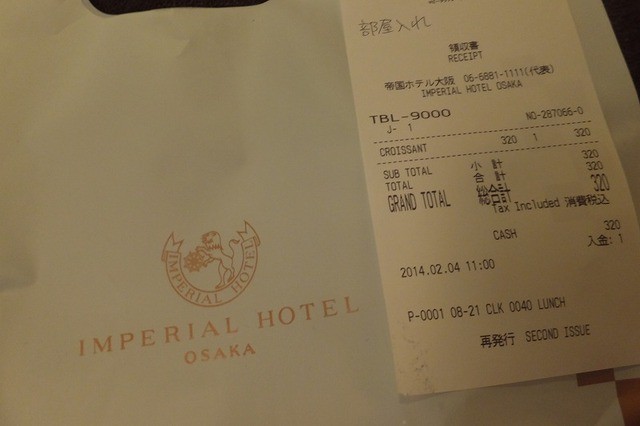 部屋入れ
領収書
RECEIPT
帝国ホテル大阪 06-6881-1111(代表)
IMPERIAL HOTEL OSAKA
TBL-9000 NO-287066-0
J- 1
CROISSANT 320 1 320
SUB TOTAL 小 計 320
TOTAL 合 計 320
GRAND TOTAL 総合計 320
Tax Included 消費税込
CASH 320
入金: 1
2014.02.04 11:00
P-0001 08-21 CLK 0040 LUNCH
再発行 SECOND ISSUE
IMPERIAL HOTEL
IMPERIAL HOTEL
OSAKA